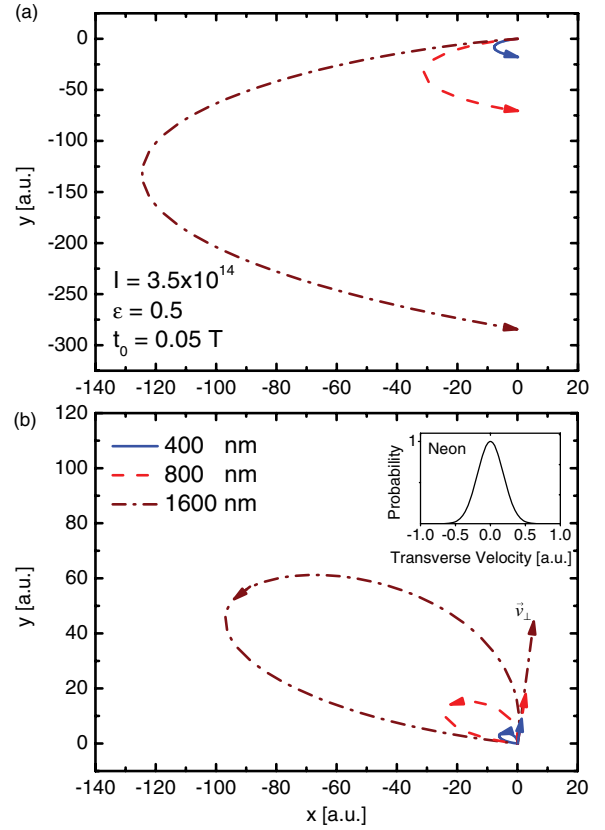 (a)
0
-50
-100
-150
-200
-250
-300
y [a.u.]
I = 3.5x10^14
ε = 0.5
t_0 = 0.05 T
-140 -120 -100 -80 -60 -40 -20 0 20
(b)
120
100
80
60
40
20
0
y [a.u.]
400 nm
800 nm
1600 nm
Neon
1
Probability
-1.0 -0.5 0.0 0.5 1.0
Transverse Velocity [a.u.]
v⃗_⊥
-140 -120 -100 -80 -60 -40 -20 0 20
x [a.u.]